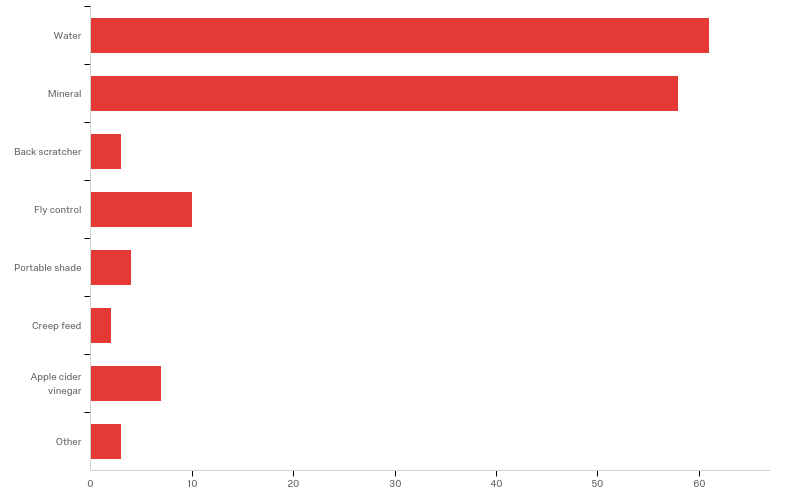 Water
Mineral
Back scratcher
Fly control
Portable shade
Creep feed
Apple cider
vinegar
Other
0 10 20 30 40 50 60